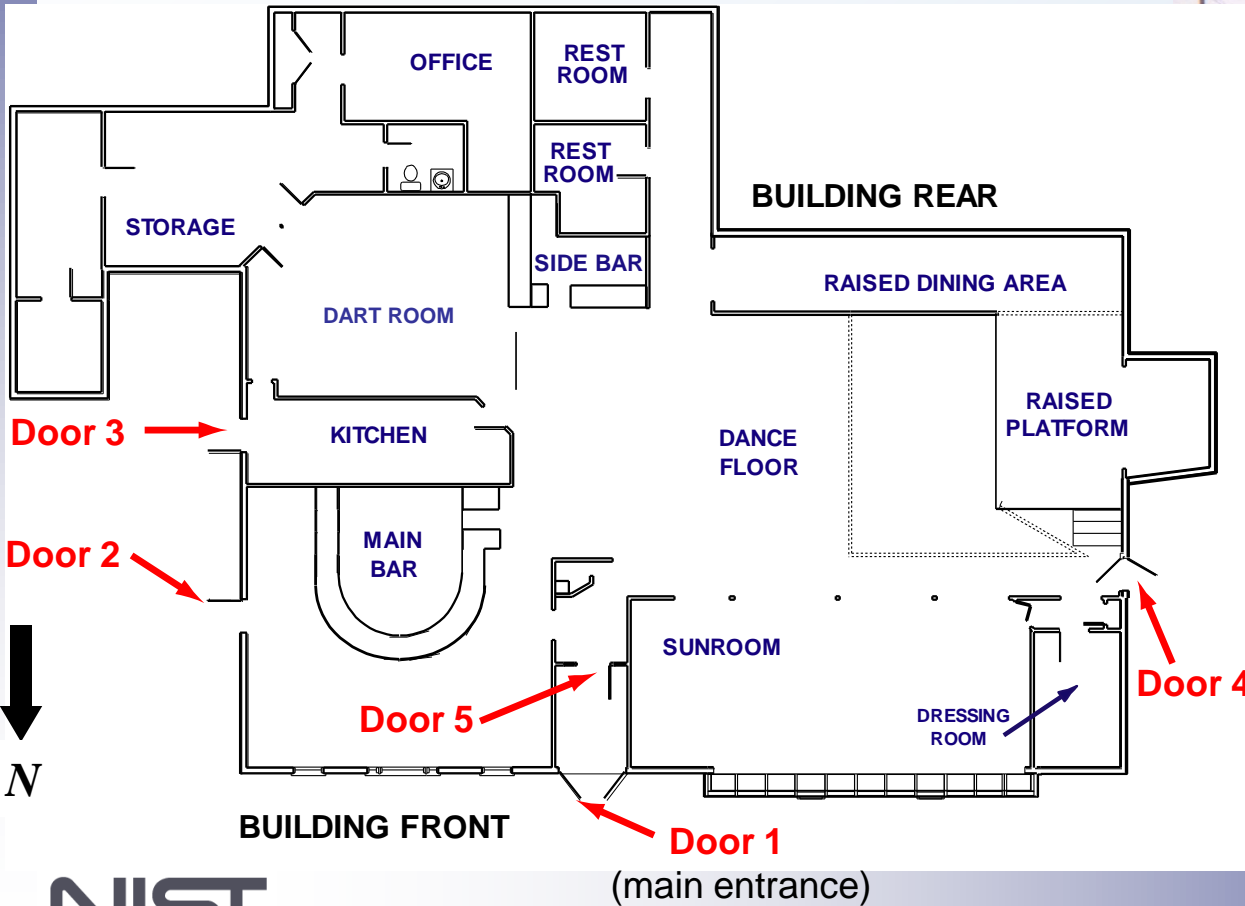 OFFICE
REST
ROOM
REST
ROOM
BUILDING REAR
STORAGE
SIDE BAR
RAISED DINING AREA
DART ROOM
RAISED
PLATFORM
Door 3
KITCHEN
DANCE
FLOOR
MAIN
BAR
Door 2
SUNROOM
Door 4
Door 5
DRESSING
ROOM
N
BUILDING FRONT
Door 1
(main entrance)
NIST